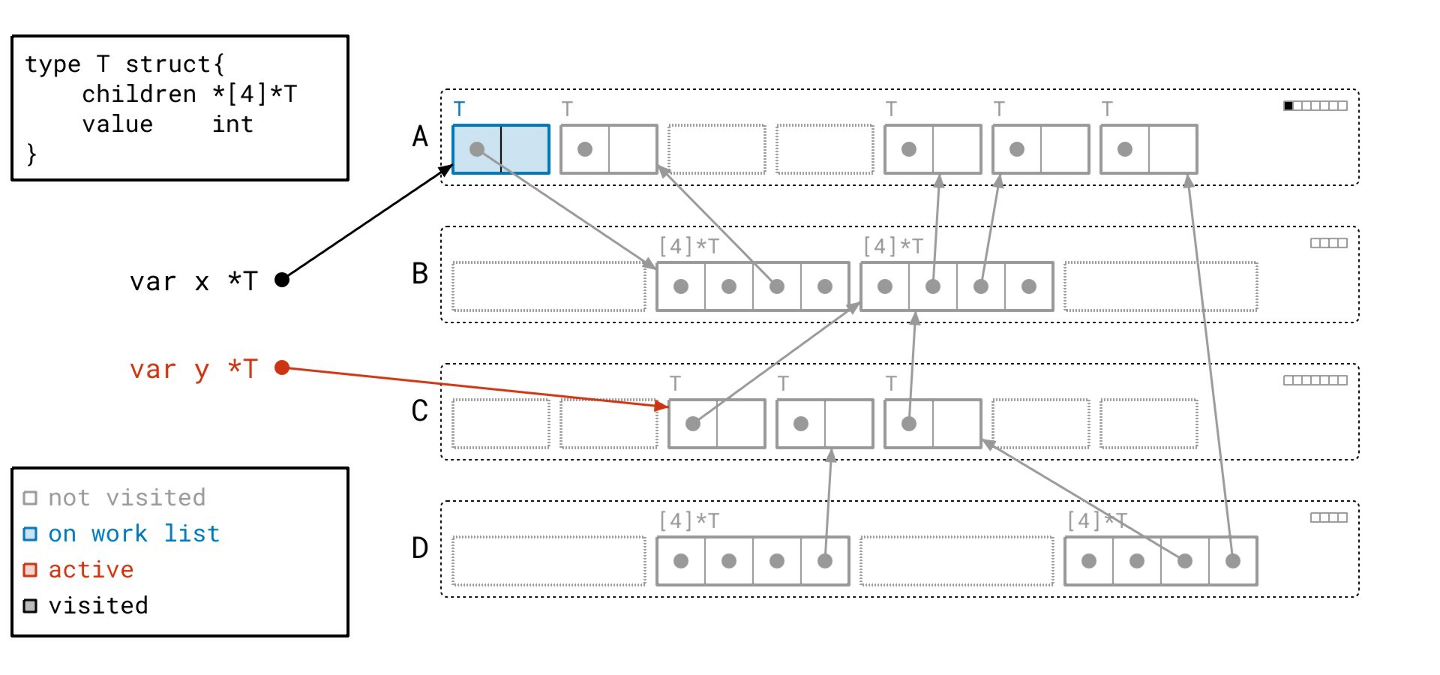 type T struct{
    children *[4]*T
    value    int
}
var x *T
var y *T
not visited
on work list
active
visited
A
T T T T T
B
[4]*T [4]*T
C
T T T
D
[4]*T [4]*T